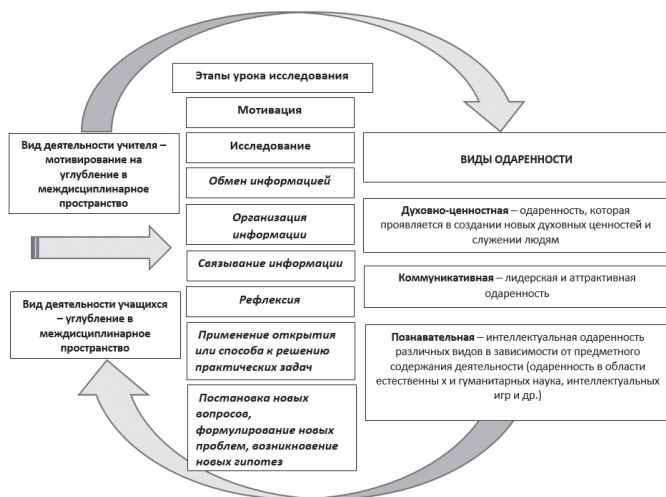 Этапы урока исследования
Мотивация
Исследование
Обмен информацией
Организация
информации
Связывание информации
Рефлексия
Применение открытия
или способа к решению
практических задач
Постановка новых
вопросов,
формулирование новых
проблем, возникновение
новых гипотез
Вид деятельности учителя –
мотивирование на
углубление в
междисциплинарное
пространство
Вид деятельности учащихся
– углубление в
междисциплинарное
пространство
ВИДЫ ОДАРЕННОСТИ
Духовно-ценностная – одаренность, которая
проявляется в создании новых духовных ценностей и
служении людям
Коммуникативная – лидерская и аттрактивная
одаренность
Познавательная – интеллектуальная одаренность
различных видов в зависимости от предметного
содержания деятельности (одаренность в области
естественны х и гуманитарных наука, интеллектуальных
игр и др.)